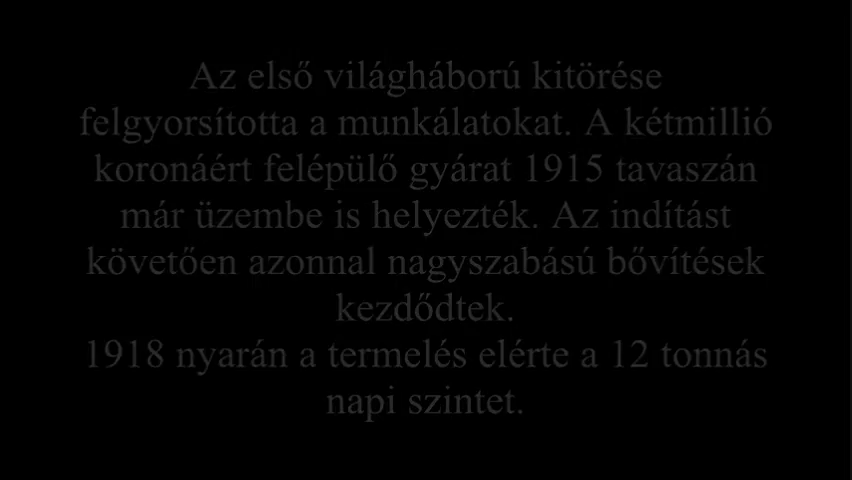 Az első világháború kitörése
felgyorsította a munkálatokat. A kétmillió
koronáért felépülő gyárat 1915 tavaszán
már üzembe is helyezték. Az indítást
követően azonnal nagyszabású bővítések
kezdődtek.
1918 nyarán a termelés elérte a 12 tonnás
napi szintet.